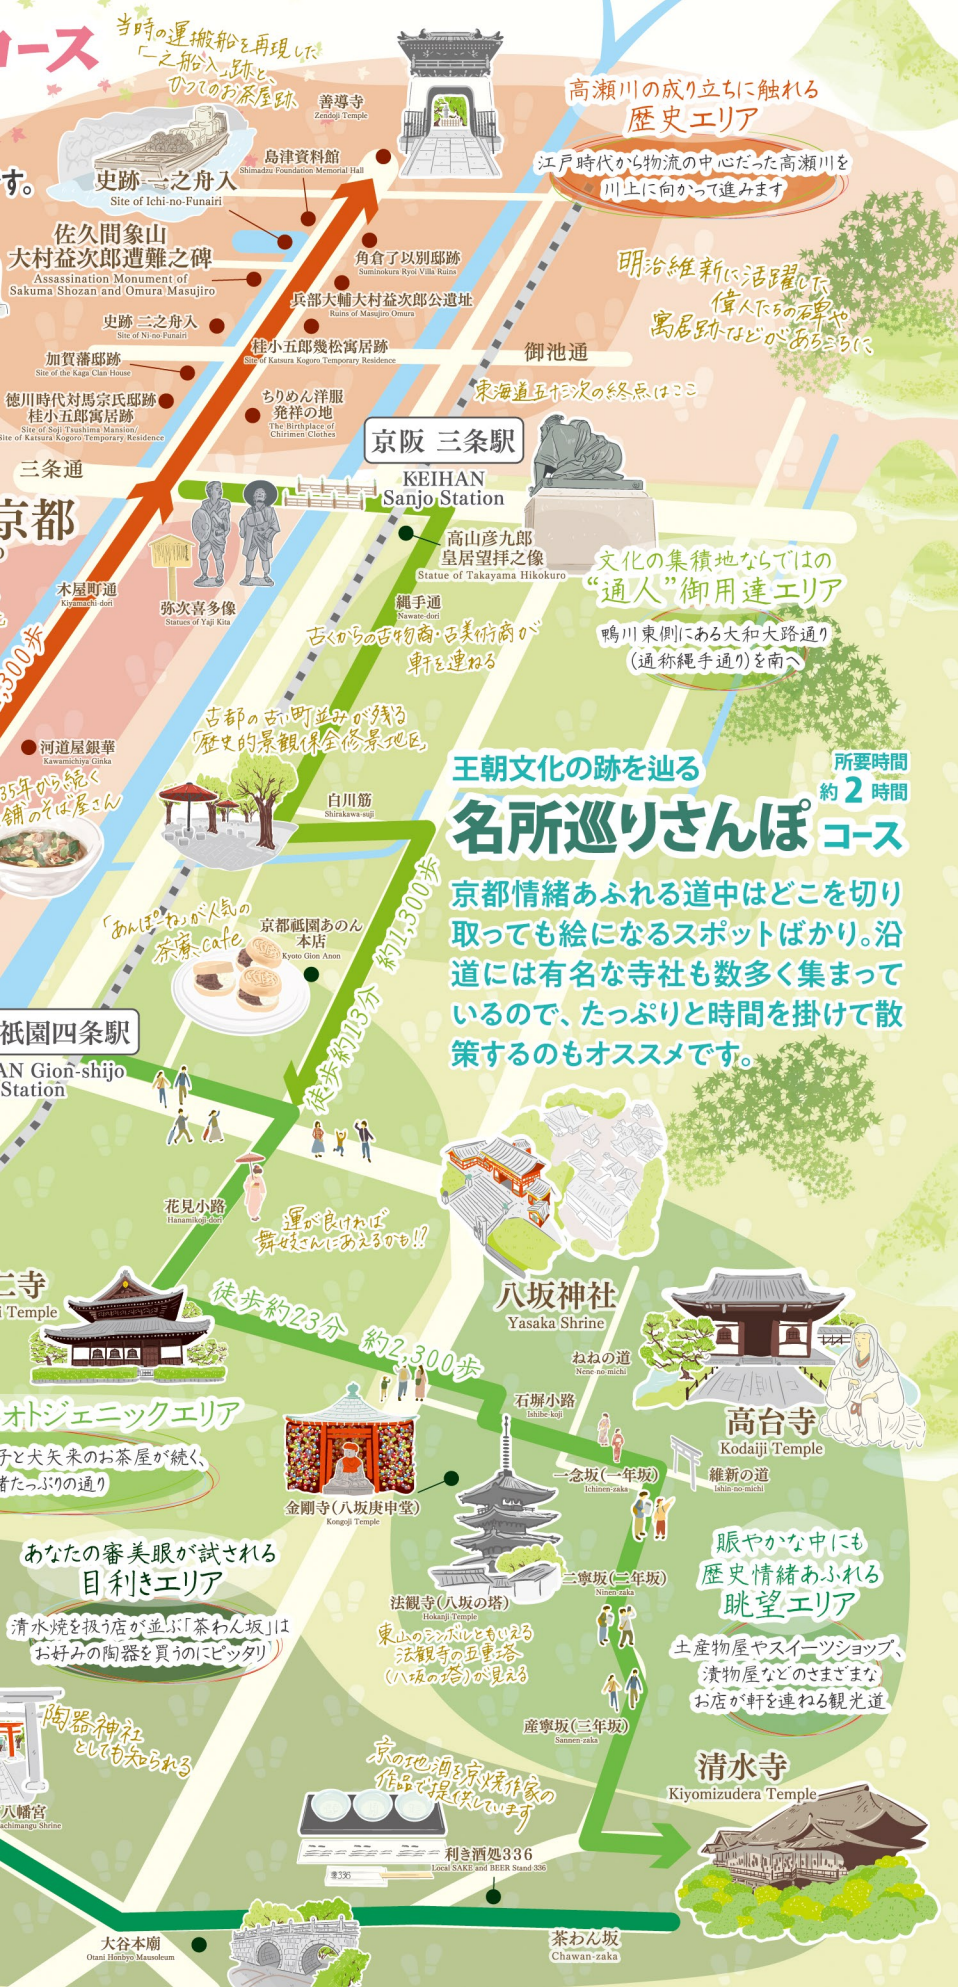 コース
当時の運搬船を再現した
「一之船入」跡と、
かつてのお茶屋跡
善導寺
Zendoji Temple
高瀬川の成り立ちに触れる
歴史エリア
江戸時代から物流の中心だった高瀬川を
川上に向かって進みます
す。
島津資料館
Shimadzu Foundation Memorial Hall
史跡 一之舟入
Site of Ichi-no-Funairi
佐久間象山
大村益次郎遭難之碑
Assassination Monument of
Sakuma Shozan and Omura Masujiro
角倉了以別邸跡
Suminokura Ryoi Villa Ruins
明治維新に活躍した
偉人たちの碑や
寓居跡などがあちこちに
兵部大輔大村益次郎公遺址
Ruins of Masujiro Omura
史跡 二之舟入
Site of Ni-no-Funairi
桂小五郎幾松寓居跡
Site of Katsura Kogoro Temporary Residence
御池通
加賀藩邸跡
Site of the Kaga Clan House
東海道五十三次の終点はここ
徳川時代対馬宗氏邸跡
桂小五郎寓居跡
Site of Soji Tsushima Mansion/
Site of Katsura Kogoro Temporary Residence
ちりめん洋服
発祥の地
The Birthplace of
Chirimen Clothes
京阪 三条駅
KEIHAN
Sanjo Station
三条通
京都
高山彦九郎
皇居望拝之像
Statue of Takayama Hikokuro
文化の集積地ならではの
“通人”御用達エリア
鴨川東側にある大和大路通り
(通称縄手通り)を南へ
木屋町通
Kiyamachi-dori
弥次喜多像
Statues of Yaji Kita
縄手通
Nawate-dori
古くからの古物商・古美術商が
軒を連ねる
,300歩
古都の古い町並みが残る
「歴史的景観保全修景地区」
河道屋銀華
Kawamichiya Ginka
35年から続く
舗のそば屋さん
白川筋
Shirakawa-suji
王朝文化の跡を辿る
名所巡りさんぽ コース
所要時間
約2時間
京都情緒あふれる道中はどこを切り
取っても絵になるスポットばかり。沿
道には有名な寺社も数多く集まって
いるので、たっぷりと時間を掛けて散
策するのもオススメです。
徒歩約13分 約1,300歩
「あんぽーね」が人気の
茶寮cafe
京都祇園あのん
本店
Kyoto Gion Anon
祇園四条駅
AN Gion-shijo
Station
花見小路
Hanamikoji-dori
運が良ければ
舞妓さんにあえるかも!?
八坂神社
Yasaka Shrine
仁寺
i Temple
徒歩約23分 約2,300歩
ねねの道
Nene-no-michi
石塀小路
Ishibe-koji
高台寺
Kodaiji Temple
ォトジェニックエリア
子と犬矢来のお茶屋が続く、
緒たっぷりの通り
一念坂(一年坂)
Ichinen-zaka
維新の道
Ishin-no-michi
金剛寺(八坂庚申堂)
Kongoji Temple
あなたの審美眼が試される
目利きエリア
清水焼を扱う店が並ぶ「茶わん坂」は
お好みの陶器を買うのにピッタリ
二寧坂(二年坂)
Ninen-zaka
法観寺(八坂の塔)
Hokanji Temple
東山のシンボルともいえる
法観寺の五重塔
(八坂の塔)が見える
賑やかな中にも
歴史情緒あふれる
眺望エリア
土産物屋やスイーツショップ、
漬物屋などのさまざまな
お店が軒を連ねる観光道
産寧坂(三年坂)
Sannen-zaka
陶器神社
としても知られる
八幡宮
achimangu Shrine
京の地酒を京焼作家の
作品で提供しています
清水寺
Kiyomizudera Temple
利き酒処336
Local SAKE and BEER Stand 336
大谷本廟
Otani Honbyo Mausoleum
茶わん坂
Chawan-zaka